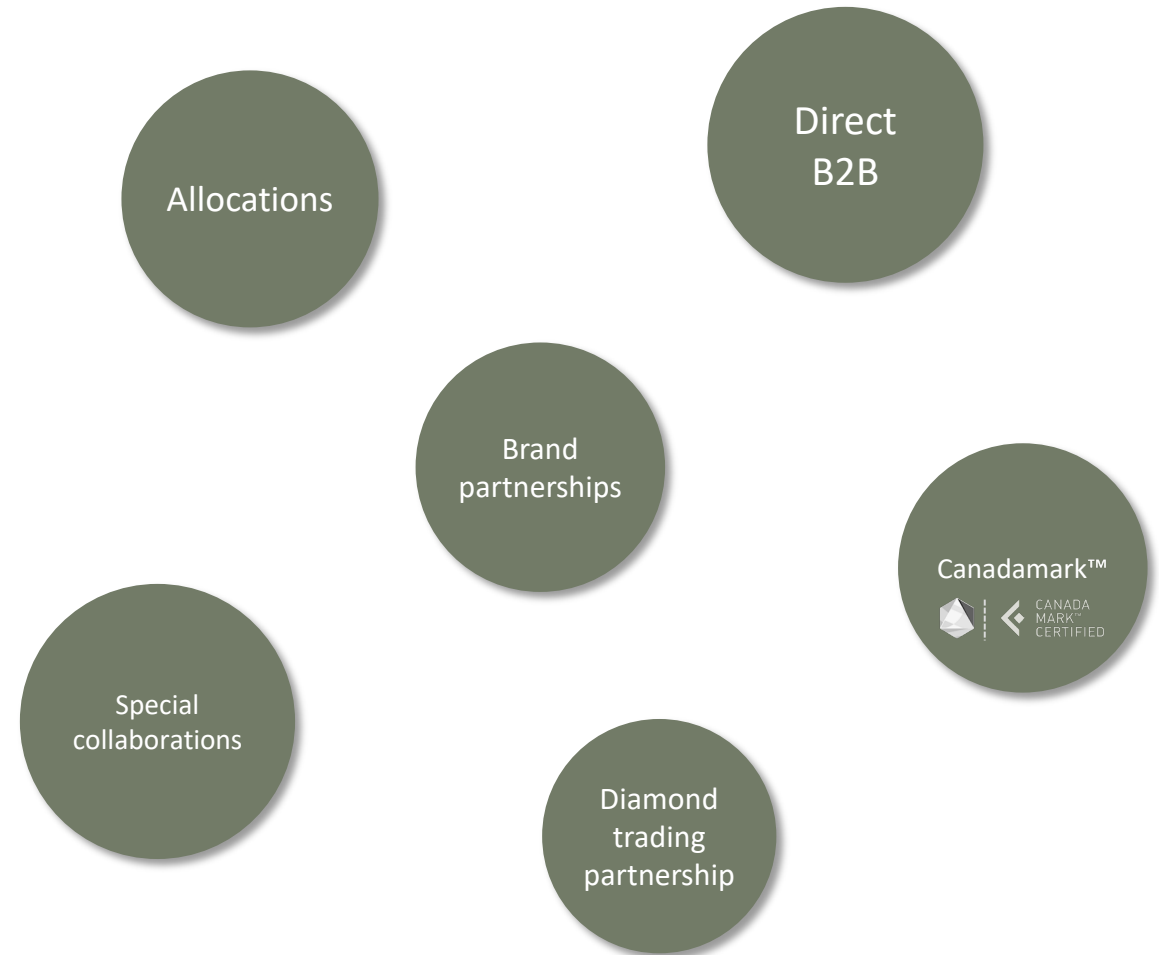 Direct
B2B
Allocations
Brand
partnerships
Canadamark™
CANADA
MARK™
CERTIFIED
Special
collaborations
Diamond
trading
partnership